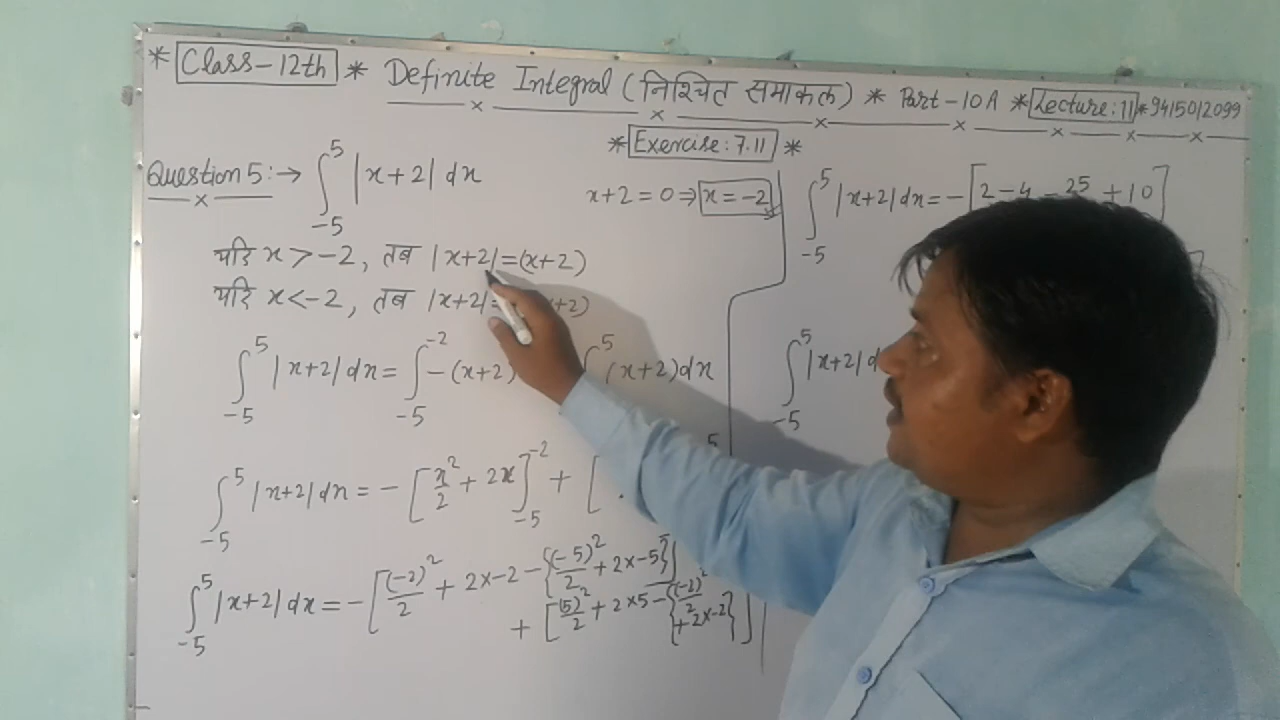 * Class-12th * Definite Integral (निश्चित समाकल) * Part-10A * Lecture: 11 * 9415012099
* Exercise: 7.11 *
Question 5: → ∫₋₅⁵ |x+2| dx
x+2 = 0 ⇒ x = -2
यदि x > -2, तब |x+2| = (x+2)
यदि x < -2, तब |x+2| = +2)
∫₋₅⁵ |x+2| dx = ∫₋₅⁻² -(x+2) ∫⁵ (x+2) dx
∫₋₅⁵ |x+2| dx = - [x²/2 + 2x]₋₅⁻² + [ 5
∫₋₅⁵ |x+2| dx = - [(-2)²/2 + 2×-2 - {(-5)²/2 + 2×-5}]
+ [(5)²/2 + 2×5 - {(-2)²/2 + 2×-2}]
∫₋₅⁵ |x+2| dx = - [2 - 4 - 25 + 10]
∫₋₅⁵ |x+2| d